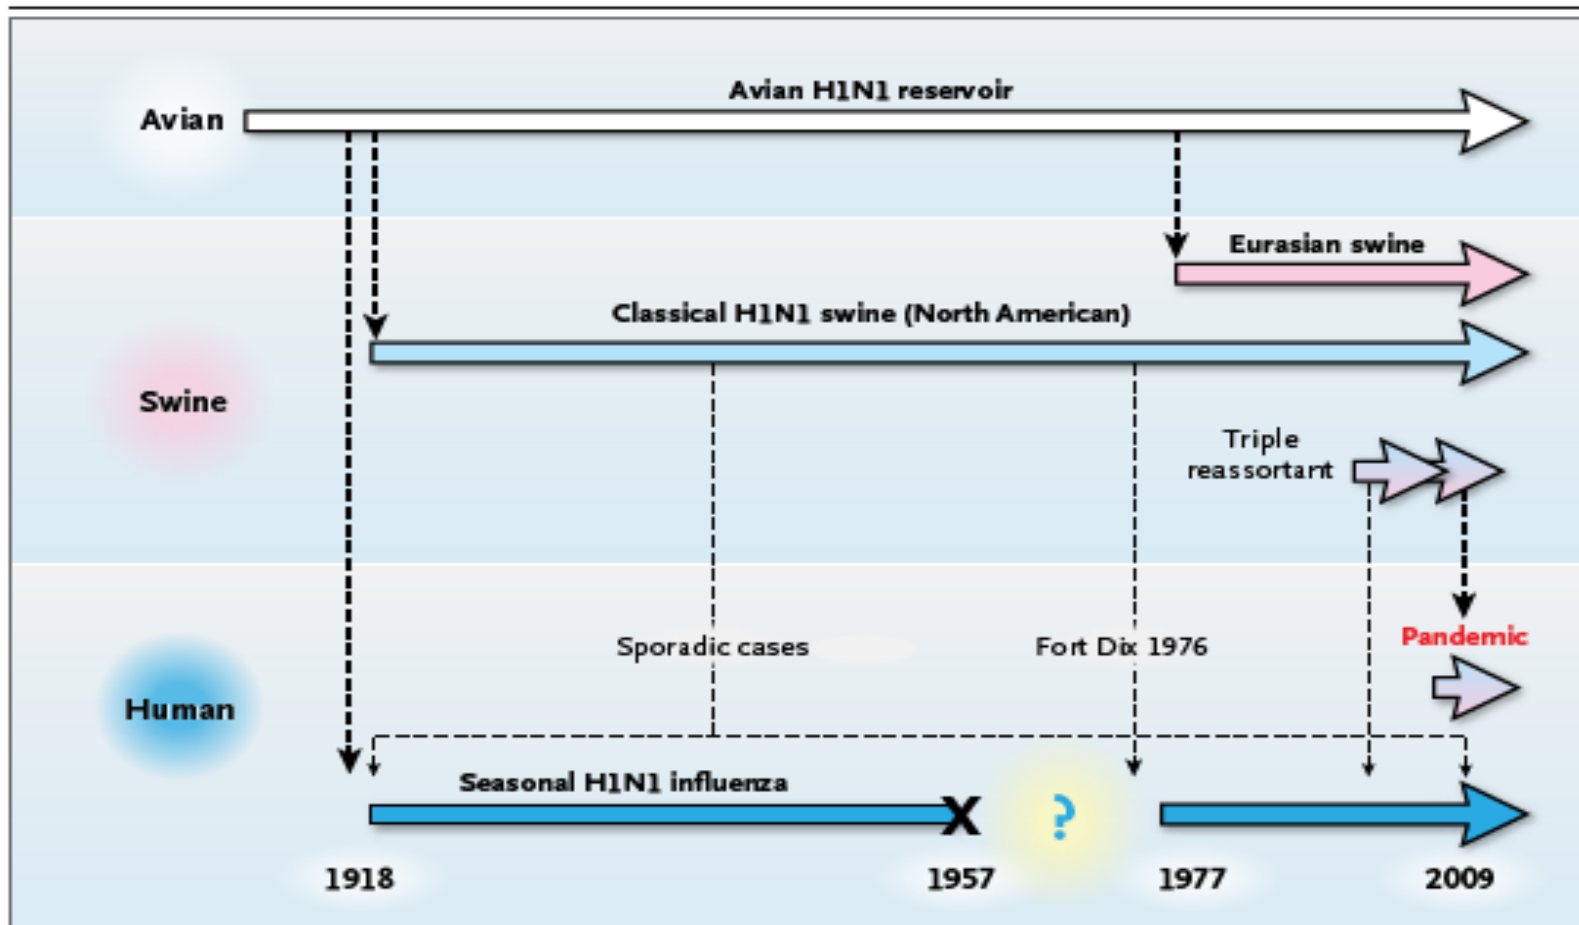 Avian H1N1 reservoir
Avian
Eurasian swine
Classical H1N1 swine (North American)
Swine
Triple
reassortant
Sporadic cases
Fort Dix 1976
Pandemic
Human
Seasonal H1N1 influenza
X
?
1918
1957
1977
2009